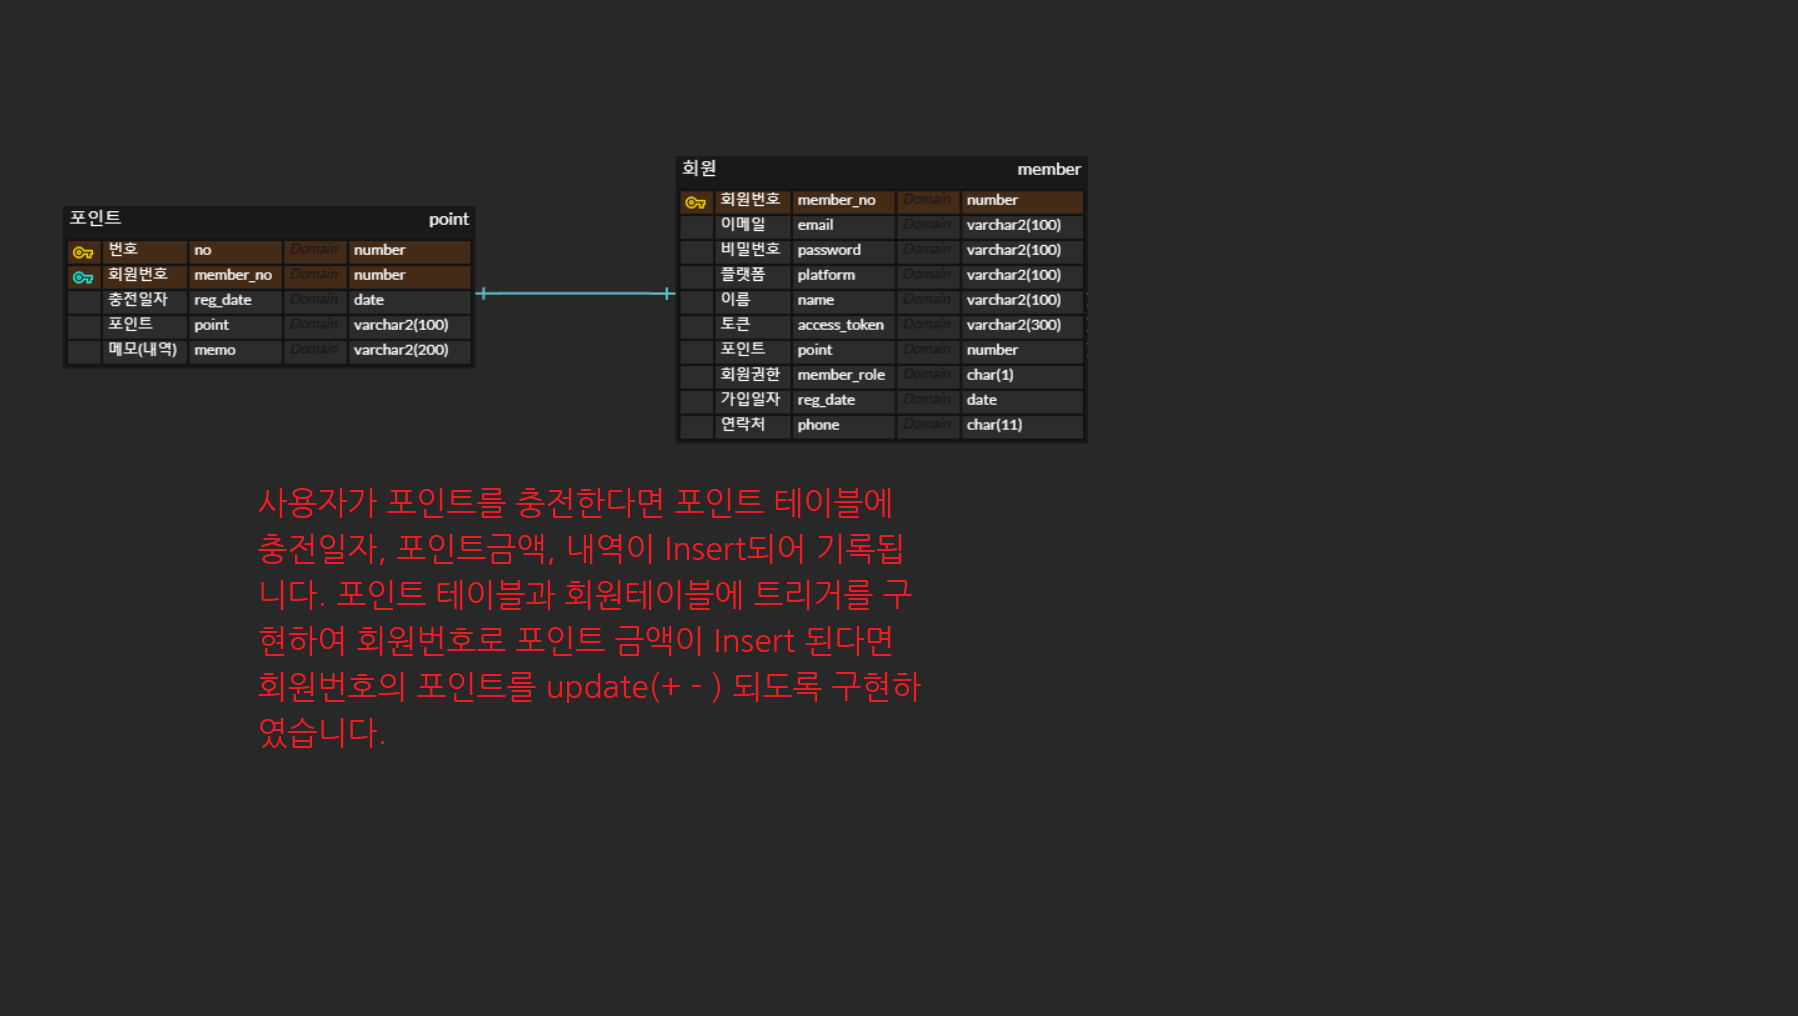 포인트 point
번호 no Domain number
회원번호 member_no Domain number
충전일자 reg_date Domain date
포인트 point Domain varchar2(100)
메모(내역) memo Domain varchar2(200)
회원 member
회원번호 member_no Domain number
이메일 email Domain varchar2(100)
비밀번호 password Domain varchar2(100)
플랫폼 platform Domain varchar2(100)
이름 name Domain varchar2(100)
토큰 access_token Domain varchar2(300)
포인트 point Domain number
회원권한 member_role Domain char(1)
가입일자 reg_date Domain date
연락처 phone Domain char(11)
사용자가 포인트를 충전한다면 포인트 테이블에
충전일자, 포인트금액, 내역이 Insert되어 기록됩
니다. 포인트 테이블과 회원테이블에 트리거를 구
현하여 회원번호로 포인트 금액이 Insert 된다면
회원번호의 포인트를 update(+ - ) 되도록 구현하
였습니다.